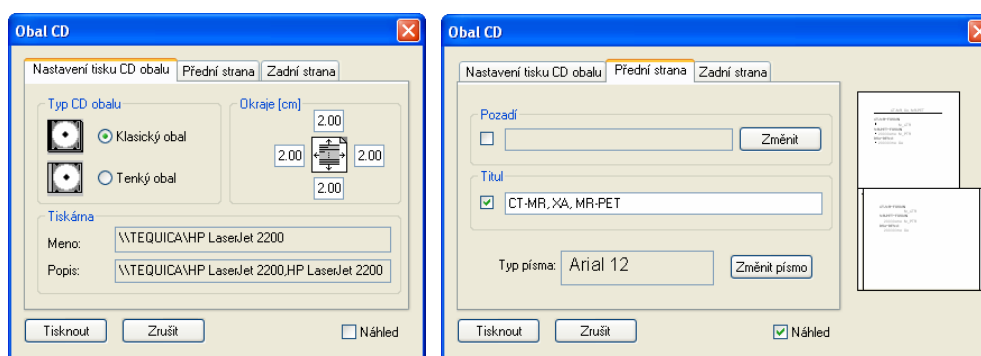 Obal CD
Nastavení tisku CD obalu Přední strana Zadní strana
Typ CD obalu
Klasický obal
Tenký obal
Okraje [cm]
2.00
2.00 2.00
2.00
Tiskárna
Meno: \\TEQUICA\HP LaserJet 2200
Popis: \\TEQUICA\HP LaserJet 2200,HP LaserJet 2200
Tisknout Zrušit Náhled
Obal CD
Nastavení tisku CD obalu Přední strana Zadní strana
Pozadí
Změnit
Titul
CT-MR, XA, MR-PET
Typ písma: Arial 12 Změnit písmo
Tisknout Zrušit Náhled